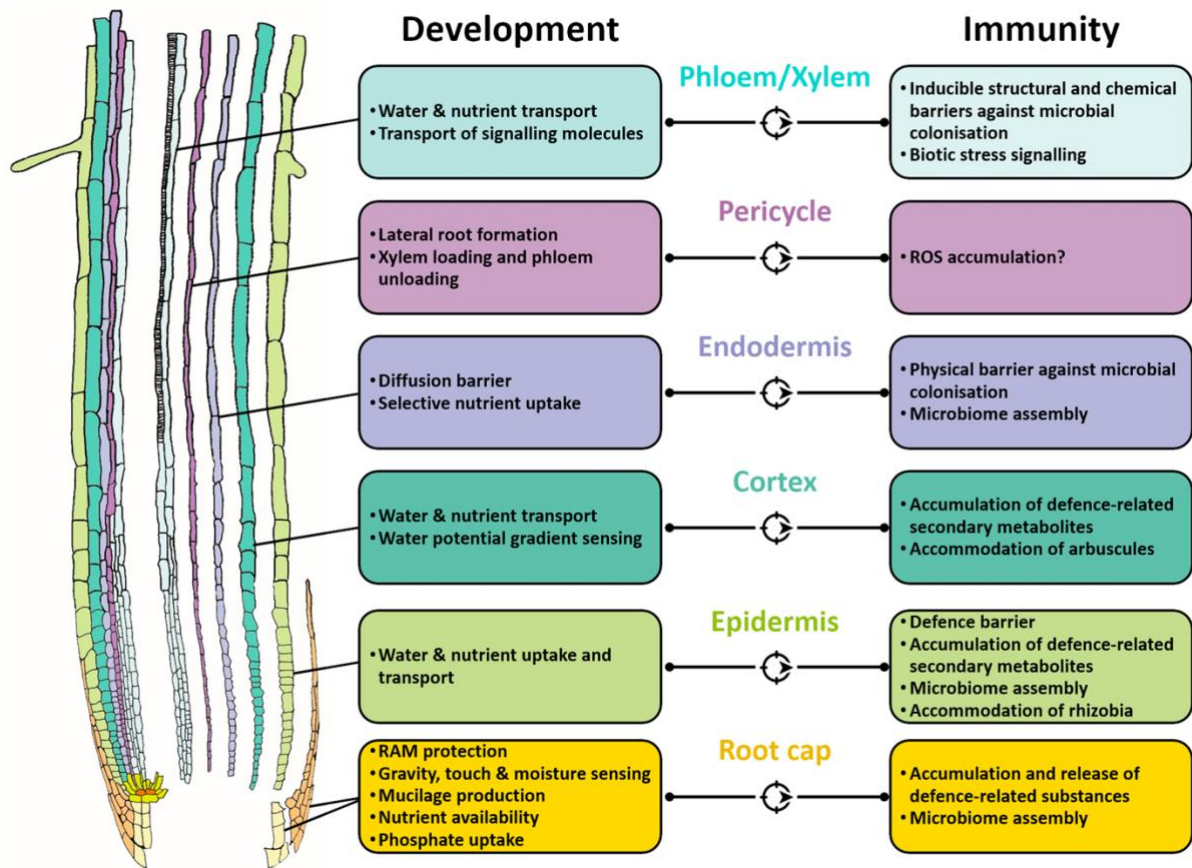 Development
Immunity
Phloem/Xylem
• Water & nutrient transport
• Transport of signalling molecules
• Inducible structural and chemical
barriers against microbial
colonisation
• Biotic stress signalling
Pericycle
• Lateral root formation
• Xylem loading and phloem
unloading
• ROS accumulation?
Endodermis
• Diffusion barrier
• Selective nutrient uptake
• Physical barrier against microbial
colonisation
• Microbiome assembly
Cortex
• Water & nutrient transport
• Water potential gradient sensing
• Accumulation of defence-related
secondary metabolites
• Accommodation of arbuscules
Epidermis
• Water & nutrient uptake and
transport
• Defence barrier
• Accumulation of defence-related
secondary metabolites
• Microbiome assembly
• Accommodation of rhizobia
Root cap
• RAM protection
• Gravity, touch & moisture sensing
• Mucilage production
• Nutrient availability
• Phosphate uptake
• Accumulation and release of
defence-related substances
• Microbiome assembly